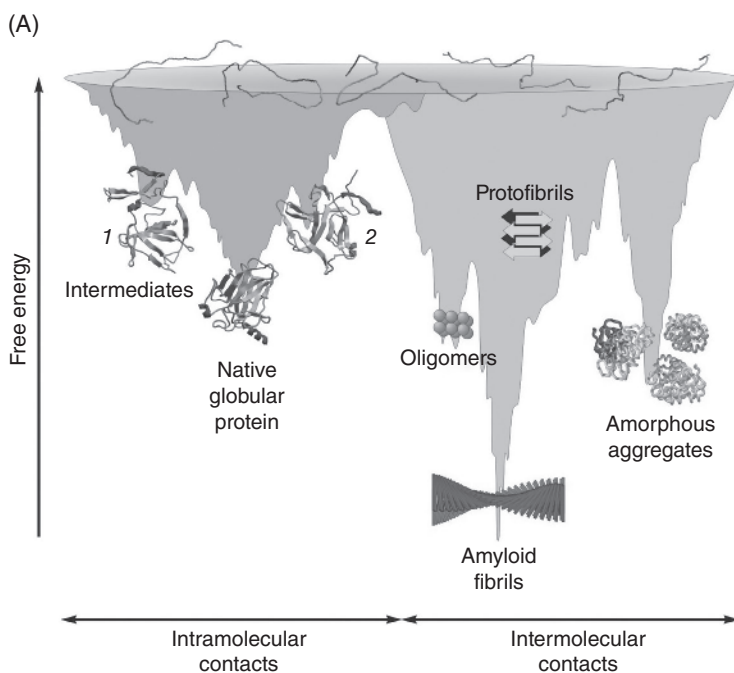 (A)
Free energy
1
Intermediates
2
Native
globular
protein
Protofibrils
Oligomers
Amorphous
aggregates
Amyloid
fibrils
Intramolecular
contacts
Intermolecular
contacts